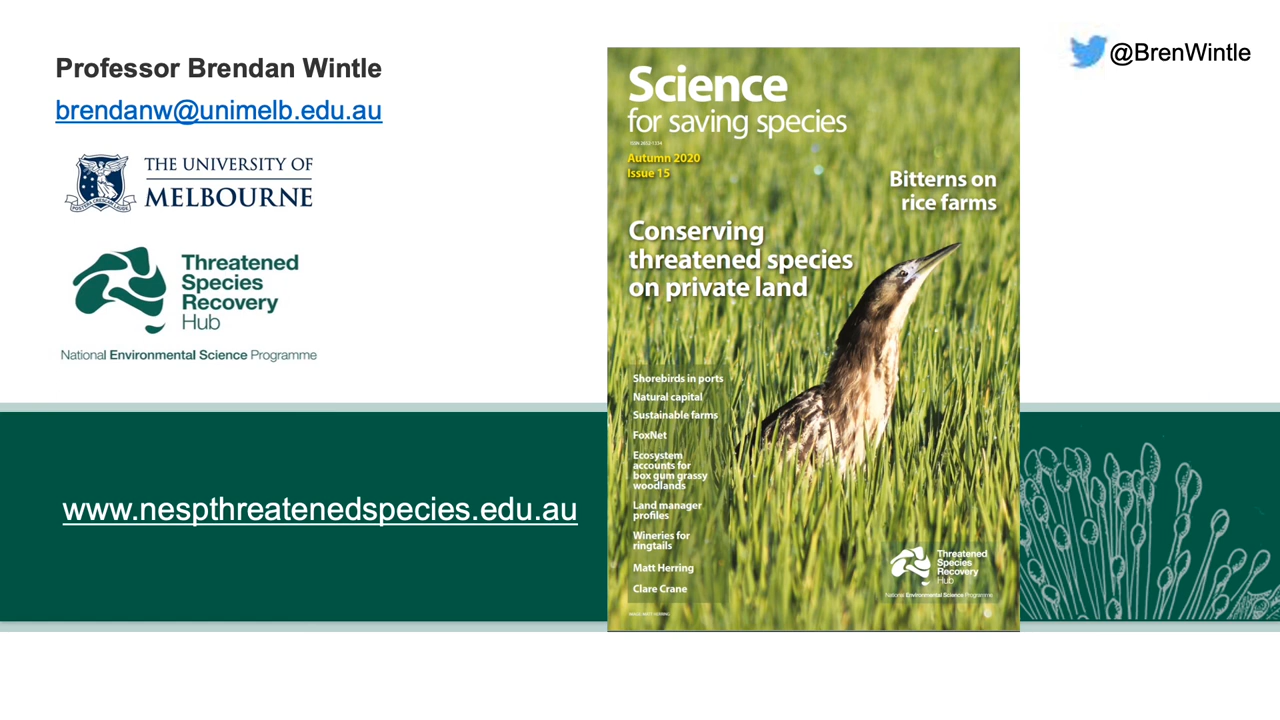 Professor Brendan Wintle
brendanw@unimelb.edu.au
THE UNIVERSITY OF
MELBOURNE
Threatened
Species
Recovery
Hub
National Environmental Science Programme
www.nespthreatenedspecies.edu.au
Science
for saving species
Autumn 2020
Issue 15
Bitterns on
rice farms
Conserving
threatened species
on private land
Shorebirds in ports
Natural capital
Sustainable farms
FoxNet
Ecosystem
accounts for
box gum grassy
woodlands
Land manager
profiles
Wineries for
ringtails
Matt Herring
Clare Crane
Threatened
Species
Recovery
Hub
National Environmental Science Programme
@BrenWintle